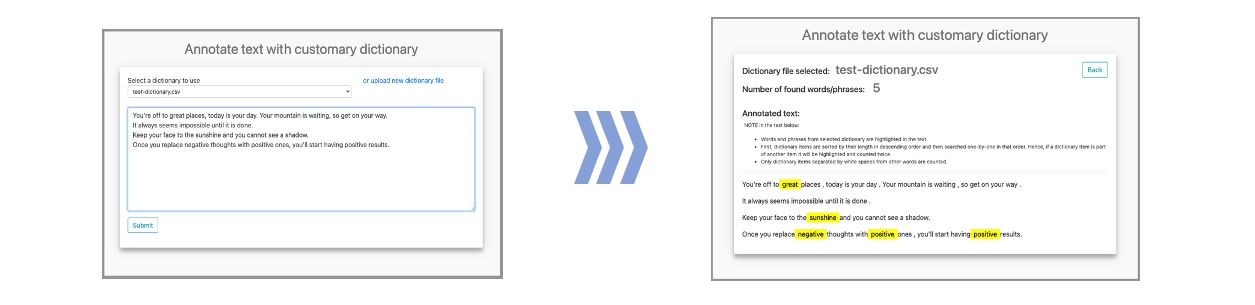 Annotate text with customary dictionary
Select a dictionary to use
or upload new dictionary file
test-dictionary.csv
You're off to great places, today is your day. Your mountain is waiting, so get on your way.
It always seems impossible until it is done.
Keep your face to the sunshine and you cannot see a shadow.
Once you replace negative thoughts with positive ones, you'll start having positive results.
Submit
Annotate text with customary dictionary
Dictionary file selected: test-dictionary.csv
Back
Number of found words/phrases: 5
Annotated text:
NOTE in the text below:
Words and phrases from selected dictionary are highlighted in the text.
First, dictionary items are sorted by their length in descending order and then searched one-by-one in that order. Hence, if a dictionary item is part
of another item it will be highlighted and counted twice.
Only dictionary items separated by white spaces from other words are counted.
You're off to great places , today is your day . Your mountain is waiting , so get on your way .
It always seems impossible until it is done .
Keep your face to the sunshine and you cannot see a shadow.
Once you replace negative thoughts with positive ones , you'll start having positive results.